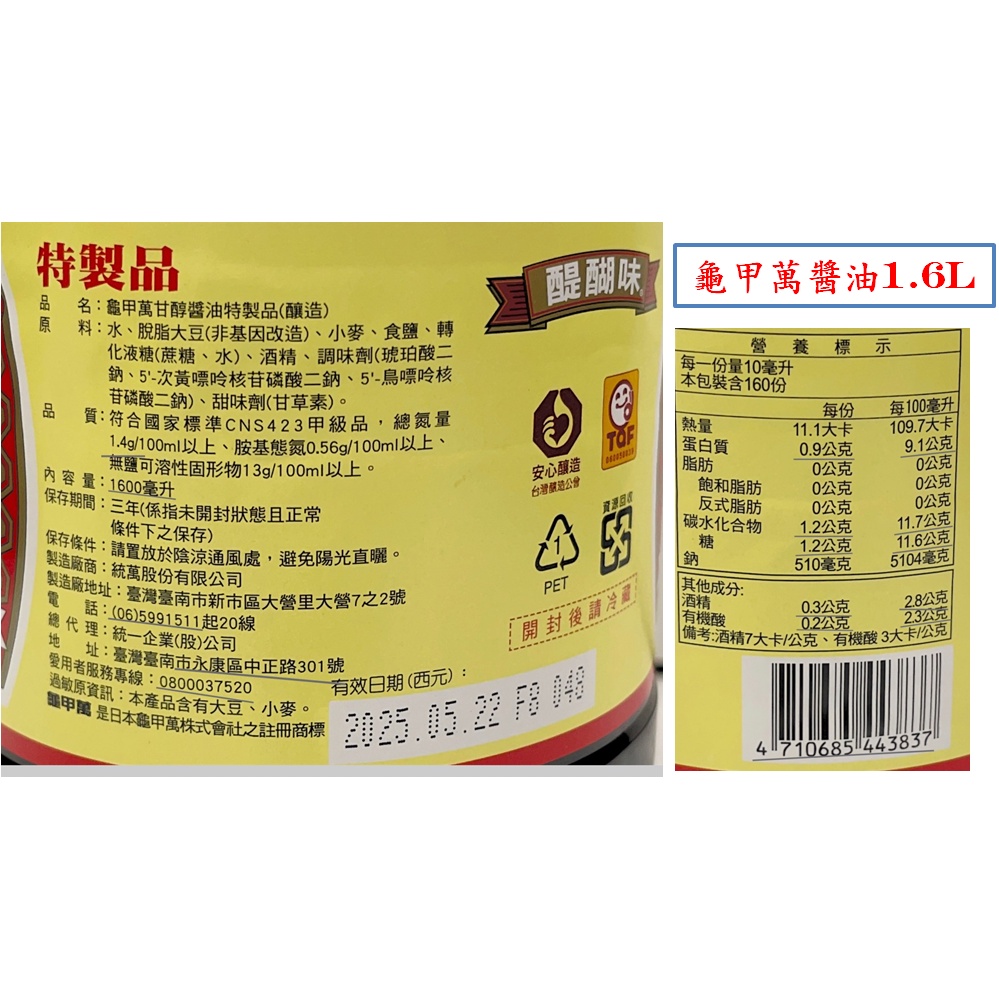 特製品
醍醐味
品名：龜甲萬甘醇醬油特製品(釀造)
原料：水、脫脂大豆(非基因改造)、小麥、食鹽、轉
化液糖(蔗糖、水)、酒精、調味劑(琥珀酸二
鈉、5'-次黃嘌呤核苷磷酸二鈉、5'-鳥嘌呤核
苷磷酸二鈉)、甜味劑(甘草素)。
品質：符合國家標準CNS423甲級品，總氮量
1.4g/100ml以上、胺基態氮0.56g/100ml以上、
無鹽可溶性固形物13g/100ml以上。
內容量：1600毫升
保存期間：三年(係指未開封狀態且正常
條件下之保存)
保存條件：請置放於陰涼通風處，避免陽光直曬。
製造廠商：統萬股份有限公司
製造廠地址：臺灣臺南市新市區大營里大營7之2號
電話：(06)5991511起20線
總代理：統一企業(股)公司
地址：臺灣臺南市永康區中正路301號
愛用者服務專線：0800037520
過敏原資訊：本產品含有大豆、小麥。
龜甲萬 是日本龜甲萬株式會社之註冊商標
有效日期(西元)：
2025.05.22 F8 048
安心釀造
台灣釀造公會
TQF
資源回收
1
PET
開封後請冷藏
龜甲萬醬油1.6L
營養標示
每一份量10毫升
本包裝含160份
每份 每100毫升
熱量 11.1大卡 109.7大卡
蛋白質 0.9公克 9.1公克
脂肪 0公克 0公克
飽和脂肪 0公克 0公克
反式脂肪 0公克 0公克
碳水化合物 1.2公克 11.7公克
糖 1.2公克 11.6公克
鈉 510毫克 5104毫克
其他成分:
酒精 0.3公克 2.8公克
有機酸 0.2公克 2.3公克
備考:酒精7大卡/公克、有機酸3大卡/公克
4 710685 443837